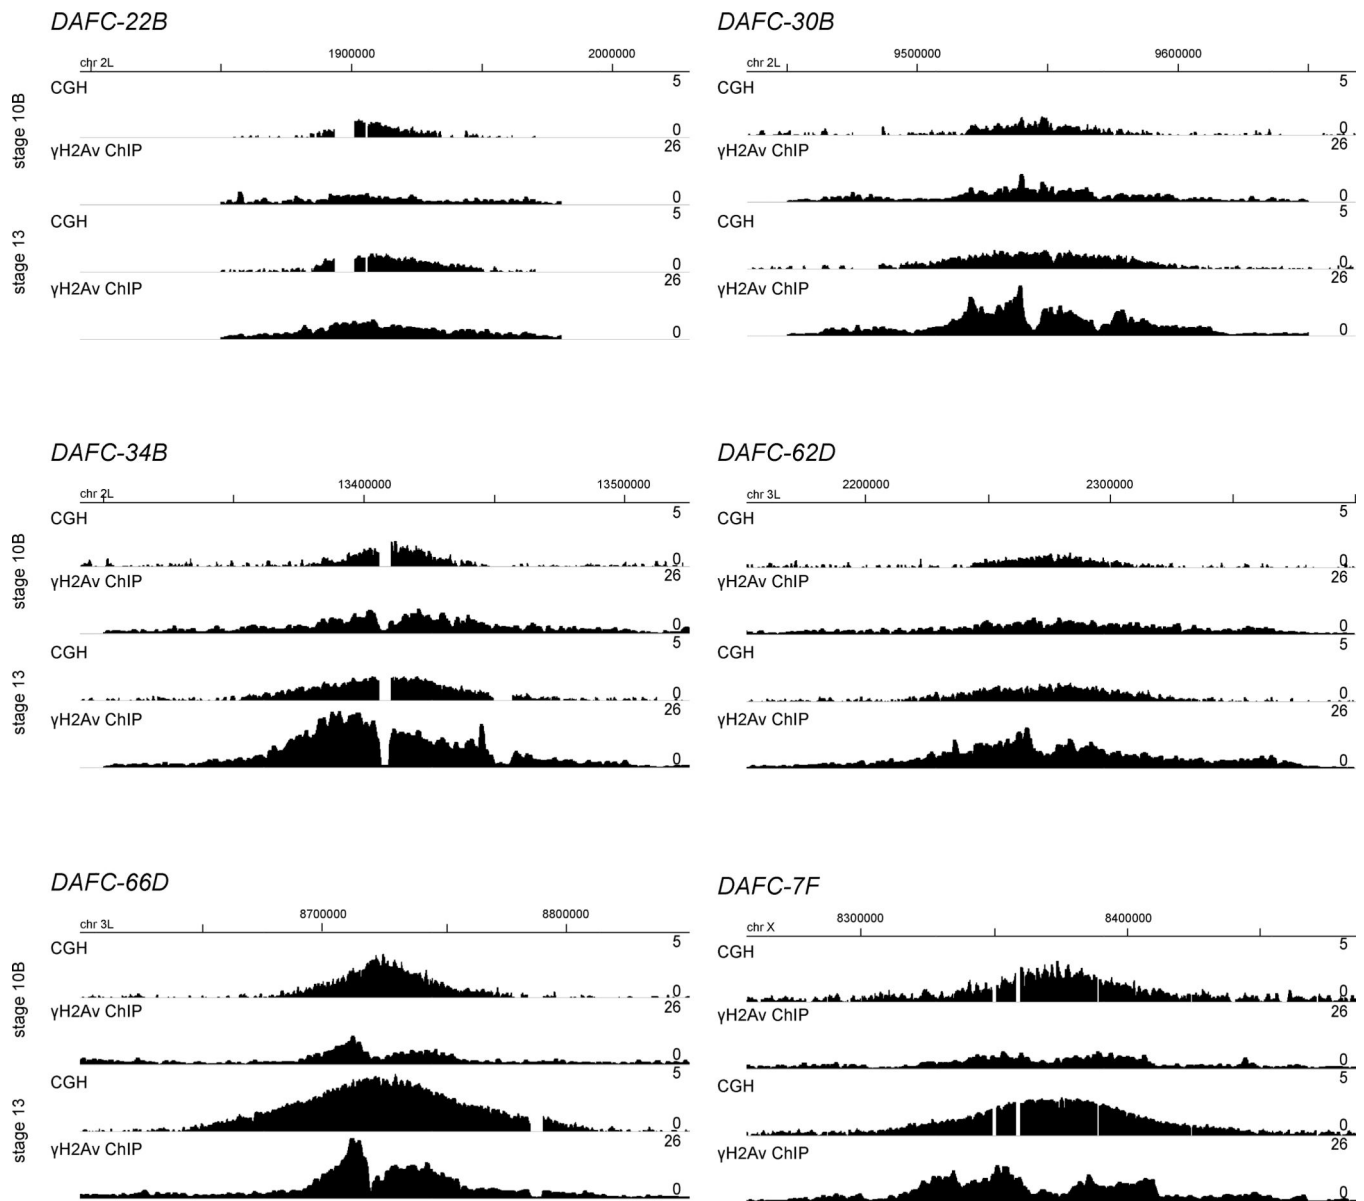 DAFC-22B
1900000 2000000
chr 2L
stage 10B
CGH
5
0
γH2Av ChIP
26
0
stage 13
CGH
5
0
γH2Av ChIP
26
0
DAFC-30B
9500000 9600000
chr 2L
CGH
5
0
γH2Av ChIP
26
0
CGH
5
0
γH2Av ChIP
26
0
DAFC-34B
13400000 13500000
chr 2L
stage 10B
CGH
5
0
γH2Av ChIP
26
0
stage 13
CGH
5
0
γH2Av ChIP
26
0
DAFC-62D
2200000 2300000
chr 3L
CGH
5
0
γH2Av ChIP
26
0
CGH
5
0
γH2Av ChIP
26
0
DAFC-66D
8700000 8800000
chr 3L
stage 10B
CGH
5
0
γH2Av ChIP
26
0
stage 13
CGH
5
0
γH2Av ChIP
26
0
DAFC-7F
8300000 8400000
chr X
CGH
5
0
γH2Av ChIP
26
0
CGH
5
0
γH2Av ChIP
26
0